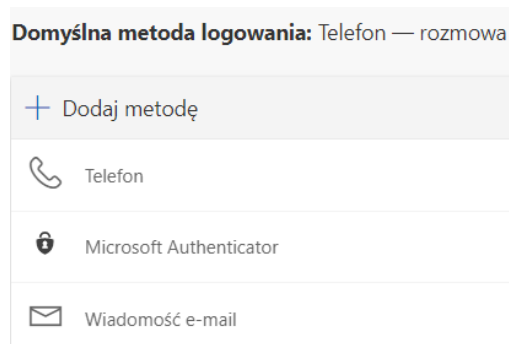 Domyślna metoda logowania: Telefon — rozmowa
Dodaj metodę
Telefon
Microsoft Authenticator
Wiadomość e-mail